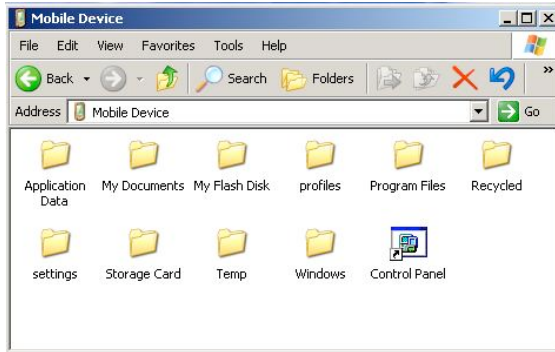 Mobile Device
File Edit View Favorites Tools Help
Back Search Folders »
Address Mobile Device Go
Application Data My Documents My Flash Disk profiles Program Files Recycled
settings Storage Card Temp Windows Control Panel